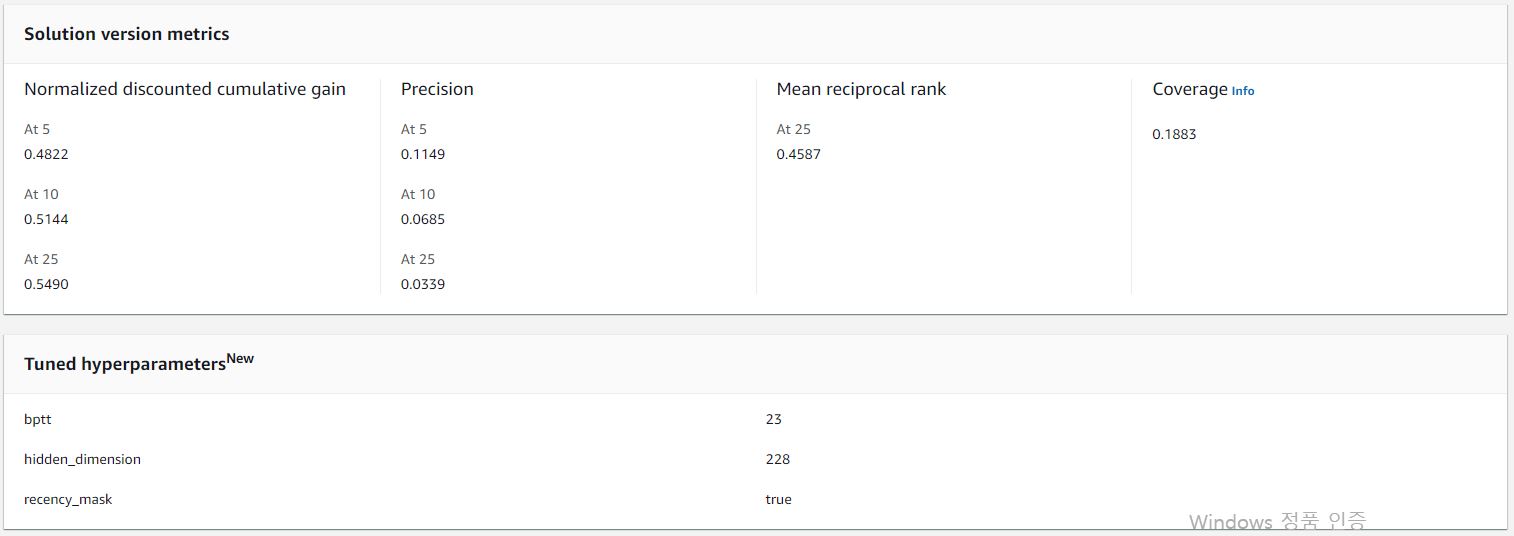 Solution version metrics
Normalized discounted cumulative gain
At 5
0.4822
At 10
0.5144
At 25
0.5490
Precision
At 5
0.1149
At 10
0.0685
At 25
0.0339
Mean reciprocal rank
At 25
0.4587
Coverage Info
0.1883
Tuned hyperparametersNew
bptt 23
hidden_dimension 228
recency_mask true
Windows 정품 인증